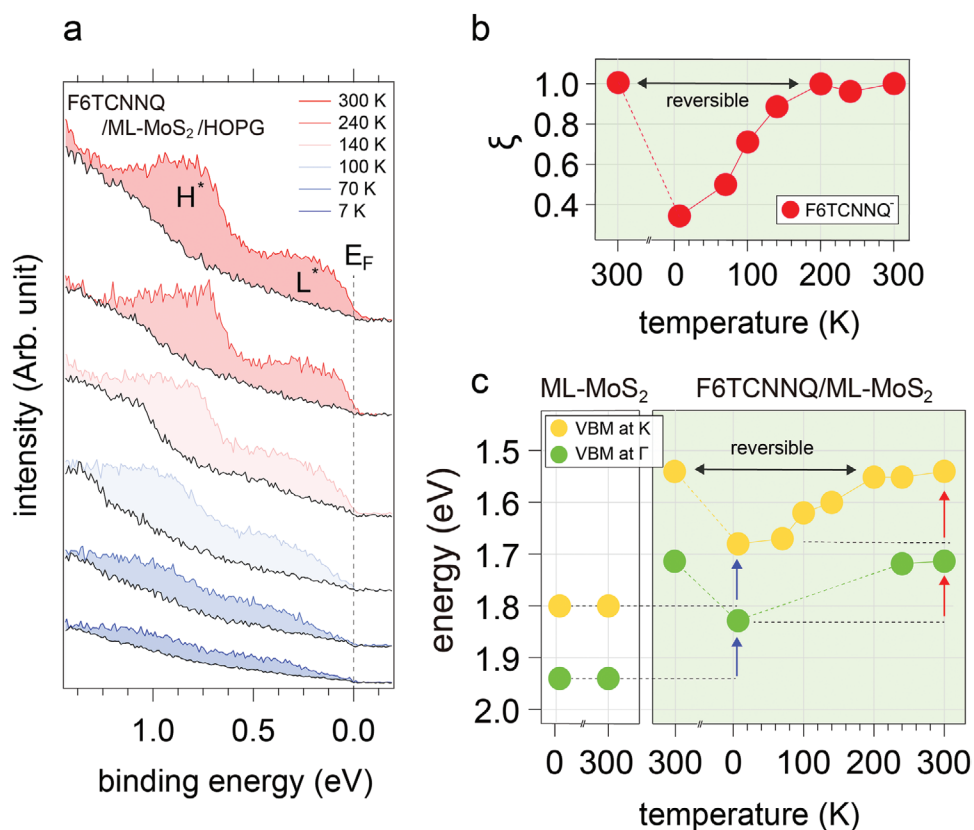 a
F6TCNNQ
/ML-MoS₂/HOPG
300 K
240 K
140 K
100 K
70 K
7 K
H*
L*
E_F
intensity (Arb. unit)
1.0 0.5 0.0
binding energy (eV)
b
ξ
1.0
0.8
0.6
0.4
reversible
F6TCNNQ⁻
300 0 100 200 300
temperature (K)
c
ML-MoS₂ F6TCNNQ/ML-MoS₂
VBM at K
VBM at Γ
reversible
energy (eV)
1.5
1.6
1.7
1.8
1.9
2.0
0 300 300 0 100 200 300
temperature (K)